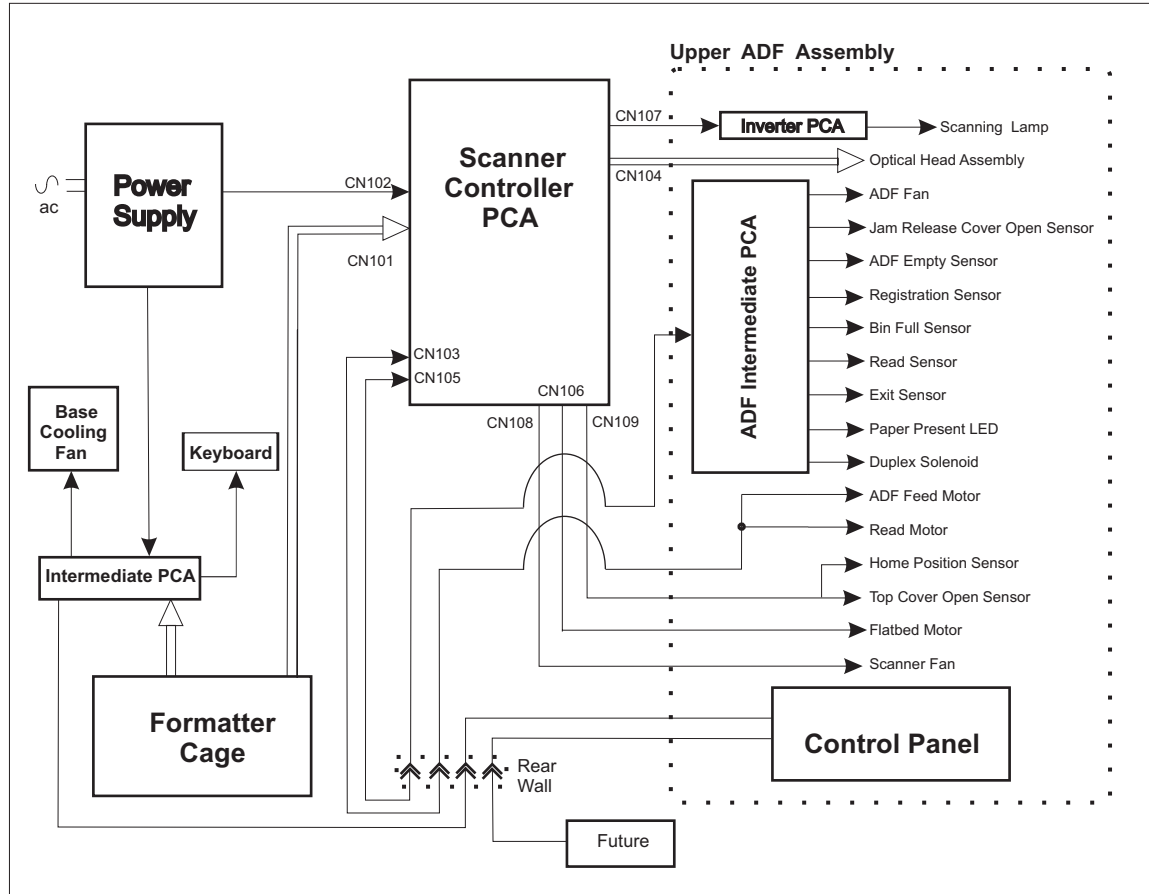 Upper ADF Assembly
CN107
Inverter PCA
Scanning Lamp
Scanner
Controller
PCA
Optical Head Assembly
CN104
Power
Supply
ac
CN102
CN101
ADF Intermediate PCA
ADF Fan
Jam Release Cover Open Sensor
ADF Empty Sensor
Registration Sensor
Bin Full Sensor
Read Sensor
Exit Sensor
Paper Present LED
Duplex Solenoid
CN103
CN105
CN106
CN108
CN109
Base
Cooling
Fan
Keyboard
ADF Feed Motor
Read Motor
Home Position Sensor
Top Cover Open Sensor
Flatbed Motor
Scanner Fan
Intermediate PCA
Formatter
Cage
Control Panel
Rear
Wall
Future